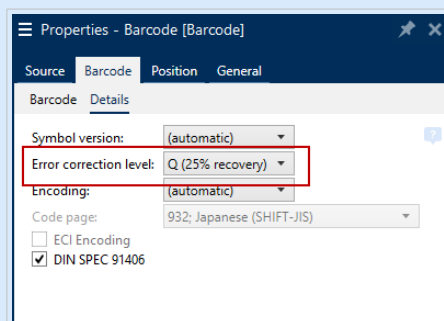 Properties - Barcode [Barcode]
Source Barcode Position General
Barcode Details
Symbol version: (automatic)
Error correction level: Q (25% recovery)
Encoding: (automatic)
Code page: 932; Japanese (SHIFT-JIS)
ECI Encoding
DIN SPEC 91406
?